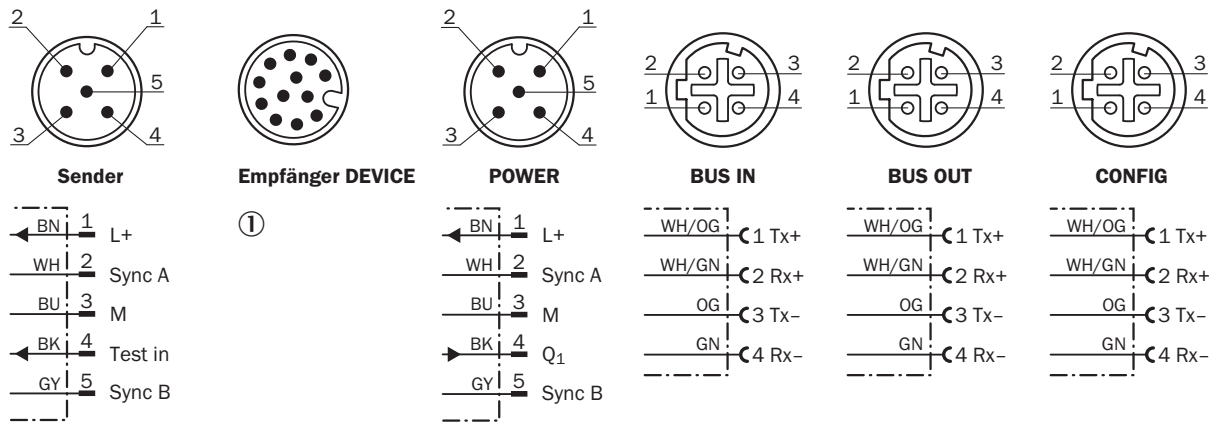 2 1
5
3 4
Sender
BN 1 L+
WH 2 Sync A
BU 3 M
BK 4 Test in
GY 5 Sync B
Empfänger DEVICE
①
2 1
5
3 4
POWER
BN 1 L+
WH 2 Sync A
BU 3 M
BK 4 Q1
GY 5 Sync B
2 3
1 4
BUS IN
WH/OG 1 Tx+
WH/GN 2 Rx+
OG 3 Tx–
GN 4 Rx–
2 3
1 4
BUS OUT
WH/OG 1 Tx+
WH/GN 2 Rx+
OG 3 Tx–
GN 4 Rx–
2 3
1 4
CONFIG
WH/OG 1 Tx+
WH/GN 2 Rx+
OG 3 Tx–
GN 4 Rx–